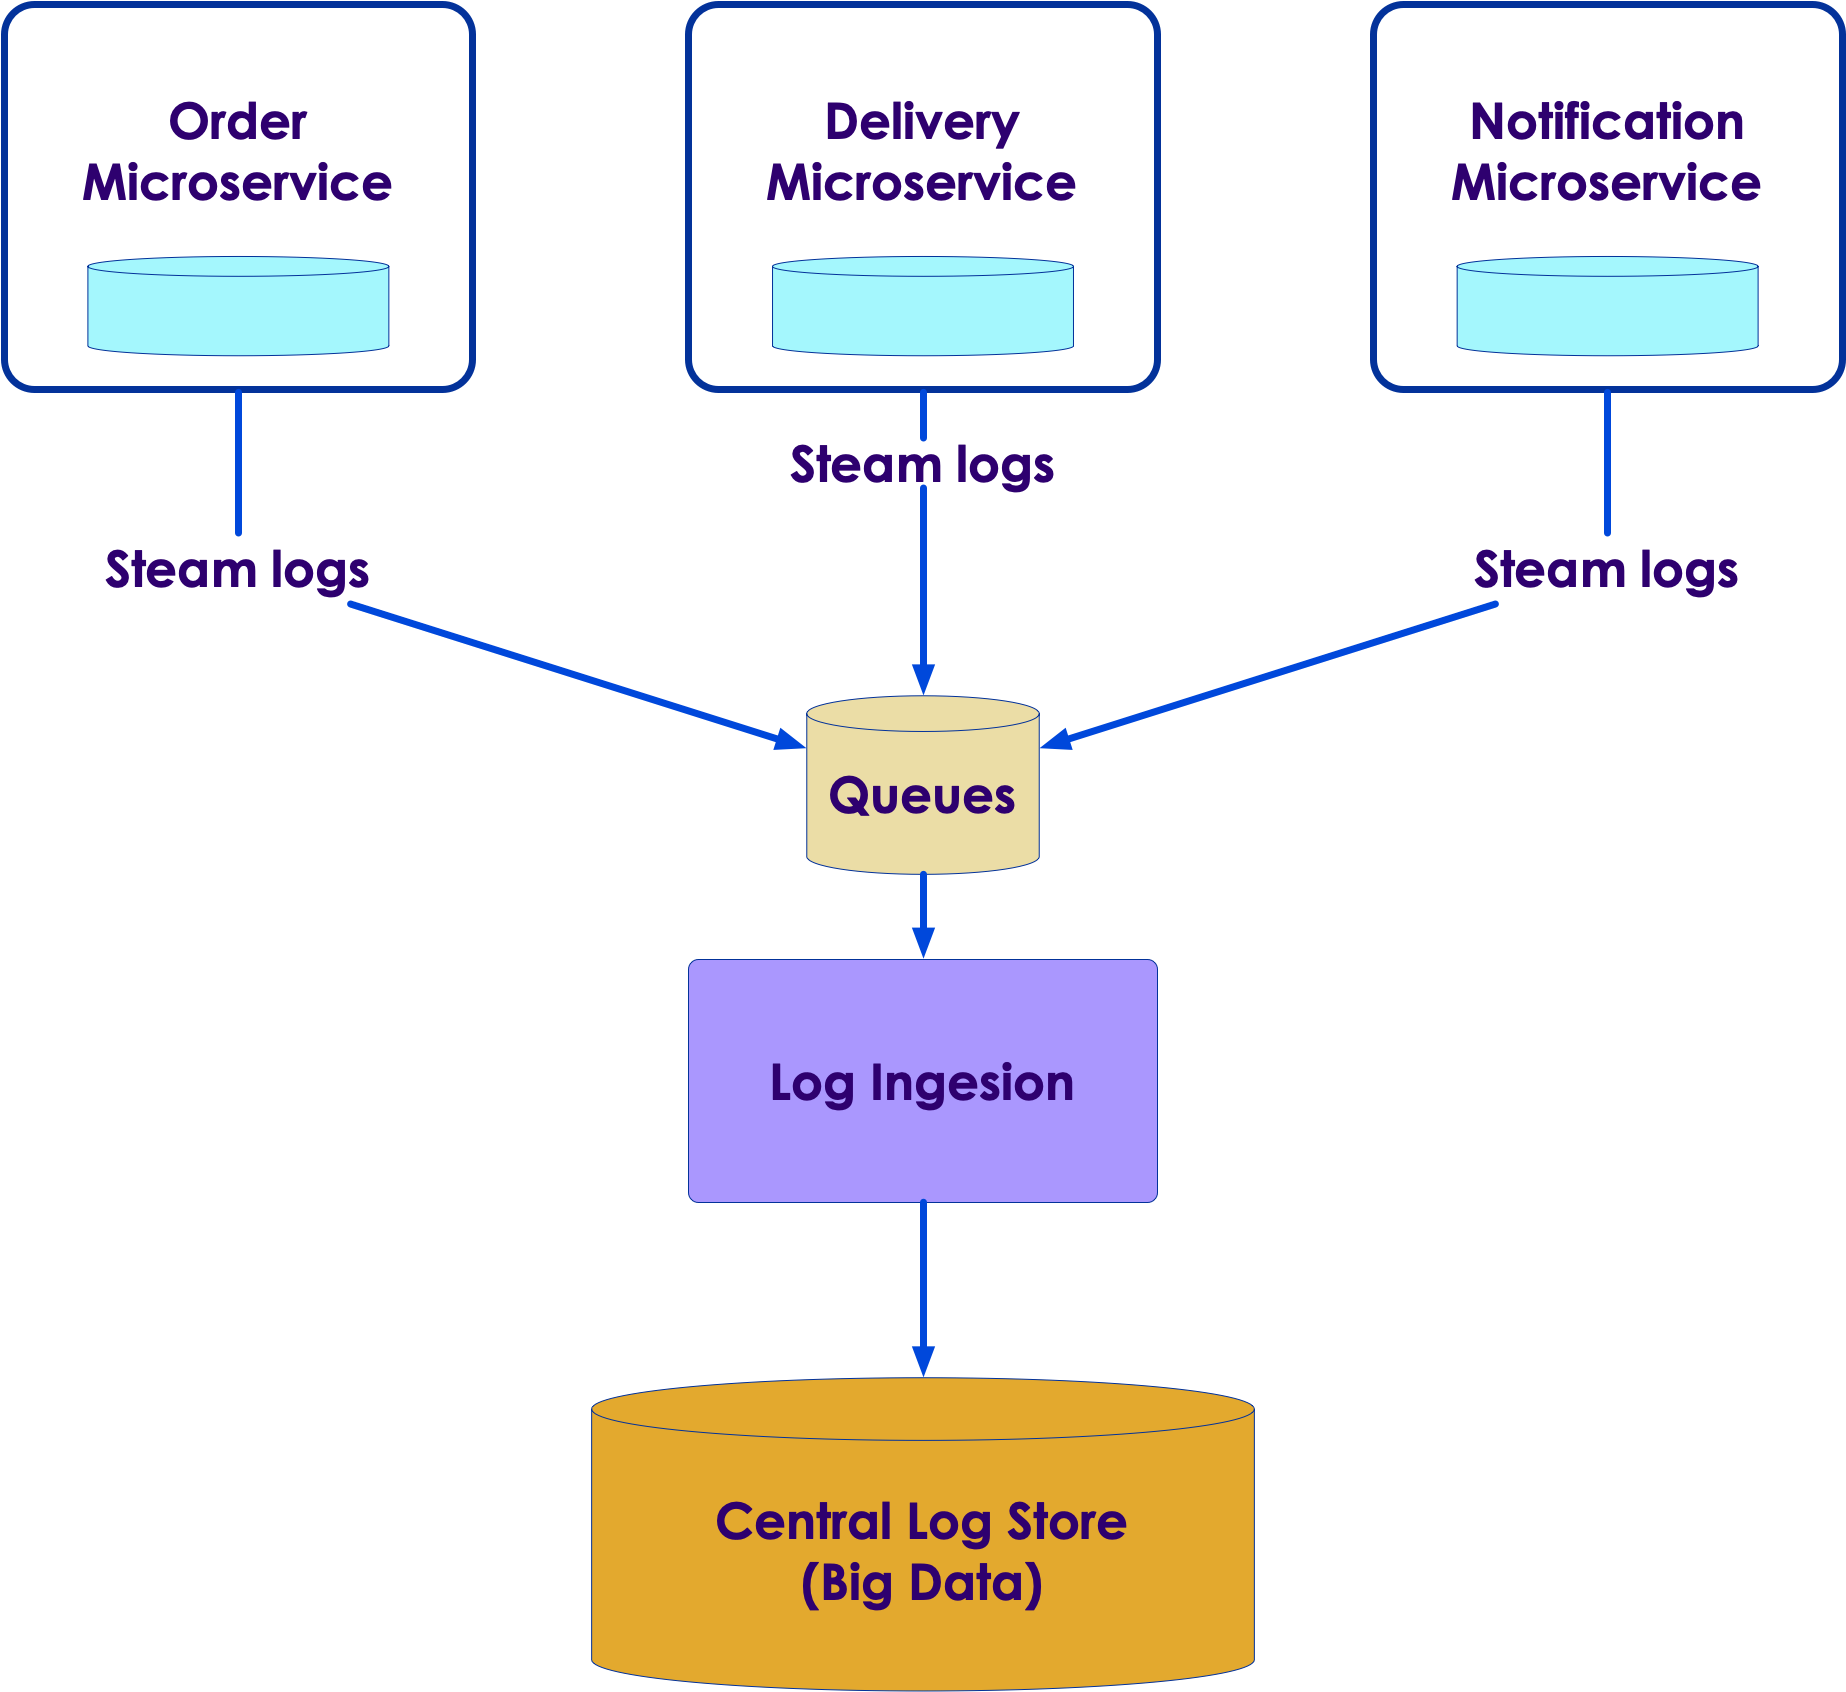 Order
Microservice
Delivery
Microservice
Notification
Microservice
Steam logs
Steam logs
Steam logs
Queues
Log Ingesion
Central Log Store
(Big Data)